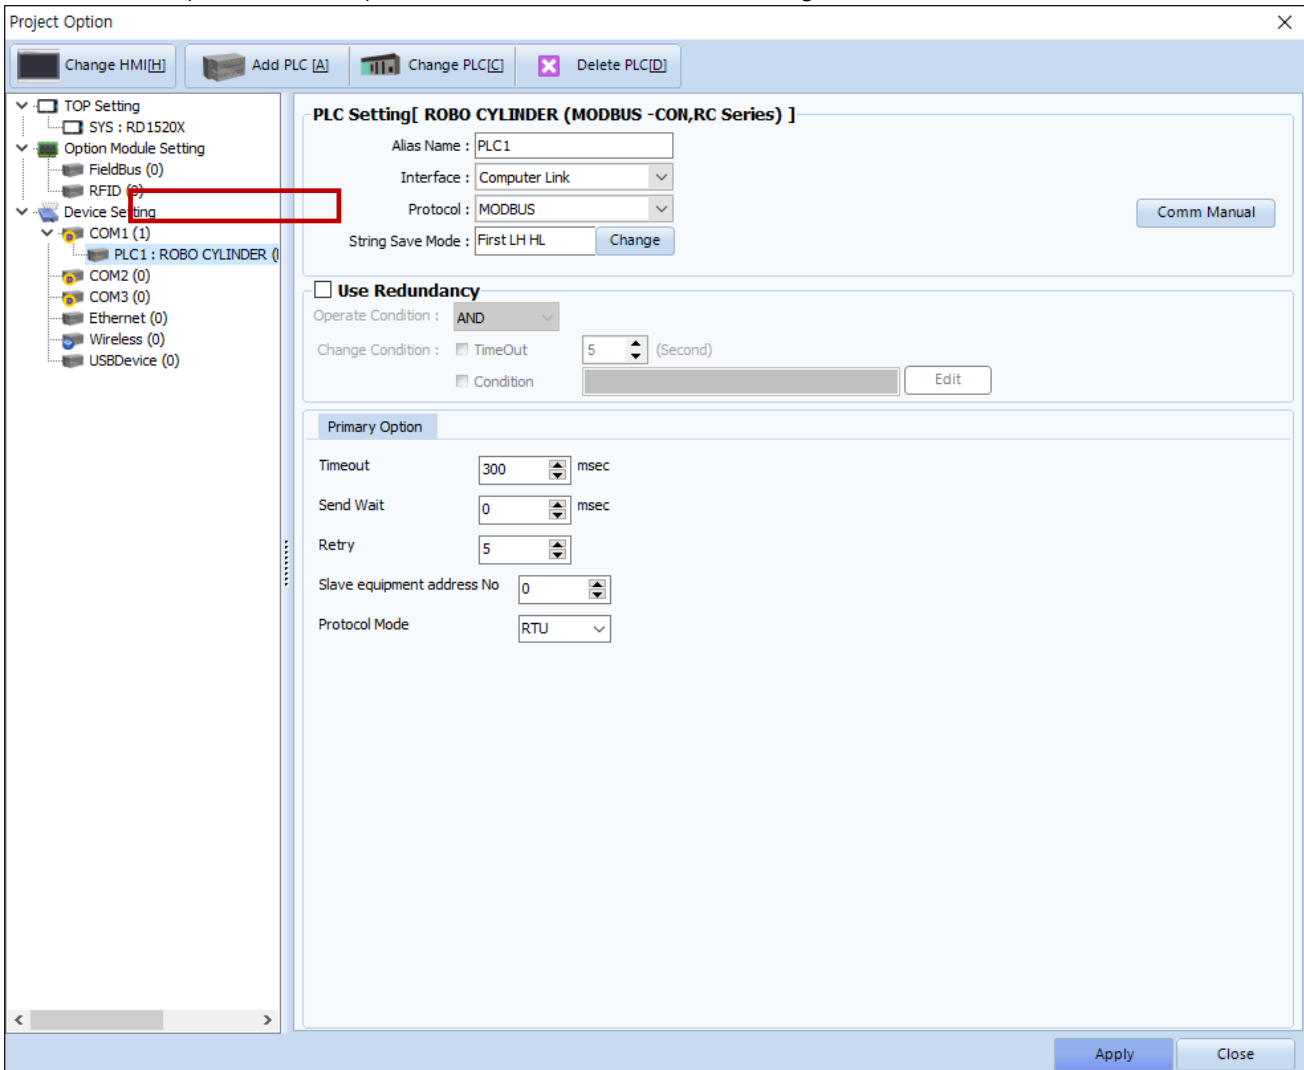 Project Option
Change HMI[H]
Add PLC [A]
Change PLC[C]
Delete PLC[D]
TOP Setting
SYS : RD1520X
Option Module Setting
FieldBus (0)
RFID (0)
Device Setting
COM1 (1)
PLC1 : ROBO CYLINDER (
COM2 (0)
COM3 (0)
Ethernet (0)
Wireless (0)
USBDevice (0)
PLC Setting[ ROBO CYLINDER (MODBUS -CON,RC Series) ]
Alias Name : PLC1
Interface : Computer Link
Protocol : MODBUS
Comm Manual
String Save Mode : First LH HL Change
Use Redundancy
Operate Condition : AND
Change Condition : TimeOut 5 (Second)
Condition Edit
Primary Option
Timeout 300 msec
Send Wait 0 msec
Retry 5
Slave equipment address No 0
Protocol Mode RTU
Apply Close